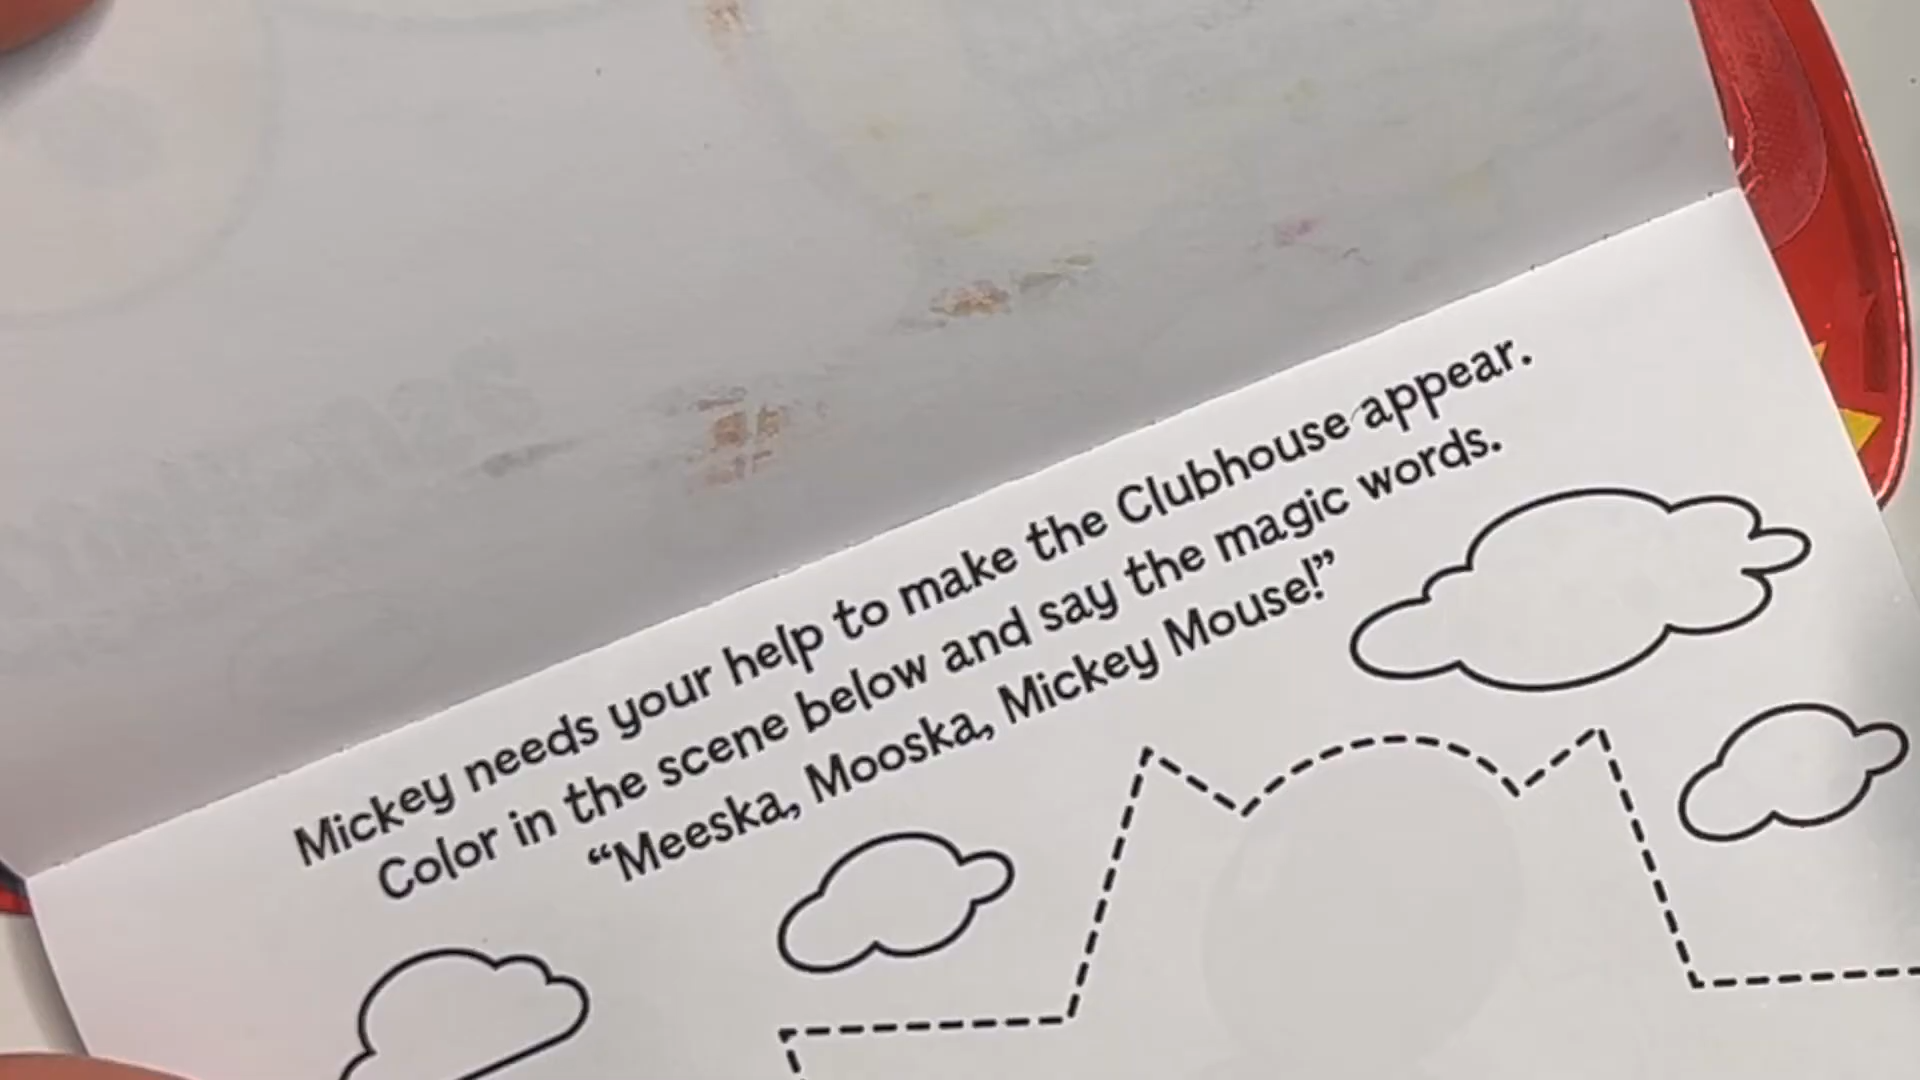 Mickey needs your help to make the Clubhouse appear.
Color in the scene below and say the magic words.
“Meeska, Mooska, Mickey Mouse!”